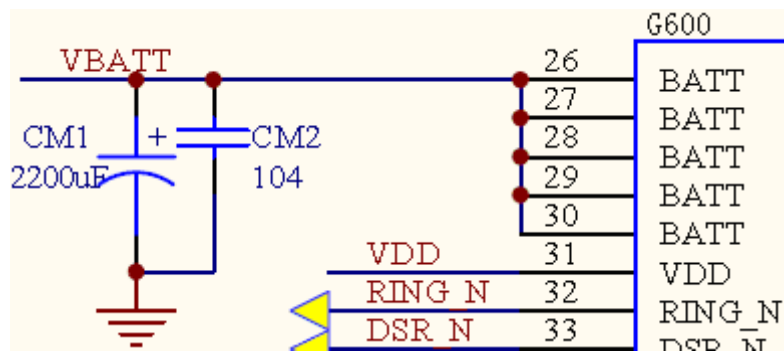 G600
VBATT
26 BATT
27 BATT
CM1 + CM2 28 BATT
2200uF 104 29 BATT
30 BATT
VDD 31 VDD
RING_N 32 RING_N
DSR_N 33 DSR_N